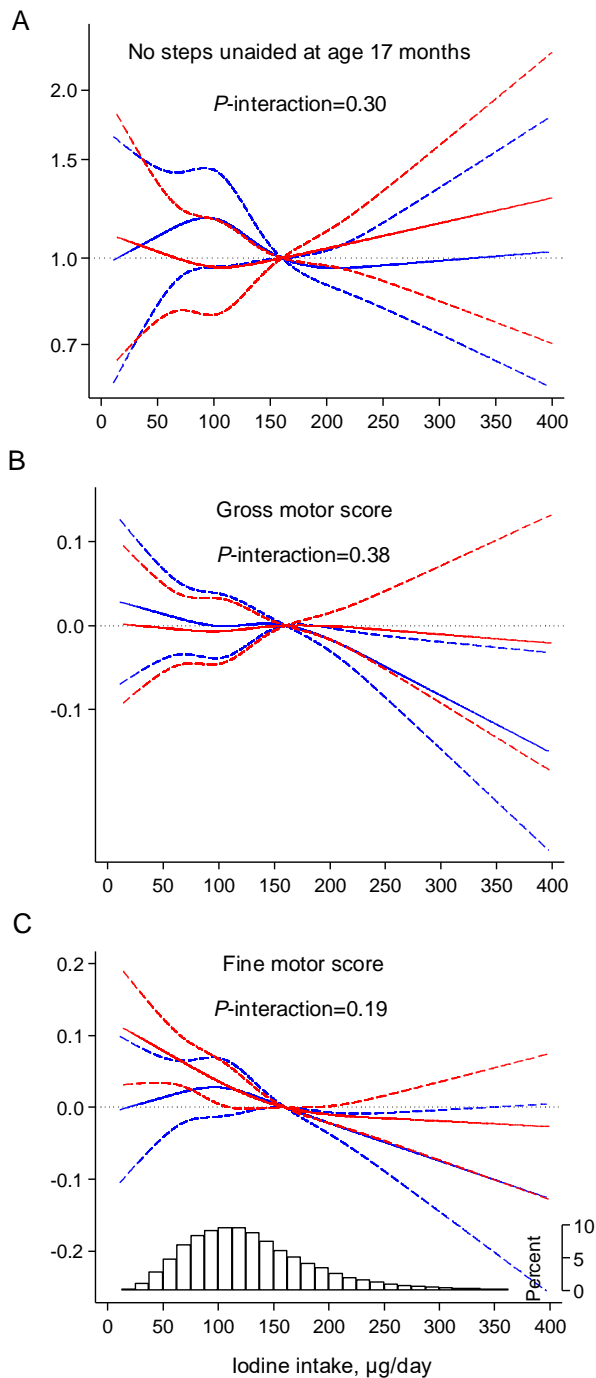 A
No steps unaided at age 17 months
P-interaction=0.30
2.0
1.5
1.0
0.7
0 50 100 150 200 250 300 350 400
B
Gross motor score
P-interaction=0.38
0.1
0.0
-0.1
0 50 100 150 200 250 300 350 400
C
Fine motor score
P-interaction=0.19
0.2
0.1
0.0
-0.1
-0.2
10
5
0
Percent
0 50 100 150 200 250 300 350 400
Iodine intake, μg/day